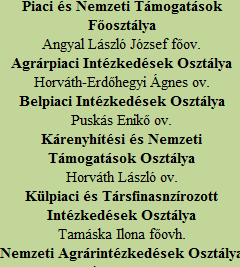 Piaci és Nemzeti Támogatások
Főosztálya
Angyal László József főov.
Agrárpiaci Intézkedések Osztálya
Horváth-Erdőhegyi Ágnes ov.
Belpiaci Intézkedések Osztálya
Puskás Enikő ov.
Kárenyhítési és Nemzeti
Támogatások Osztálya
Horváth László ov.
Külpiaci és Társfinasznzírozott
Intézkedések Osztálya
Tamáska Ilona főovh.
Nemzeti Agrárintézkedések Osztálya